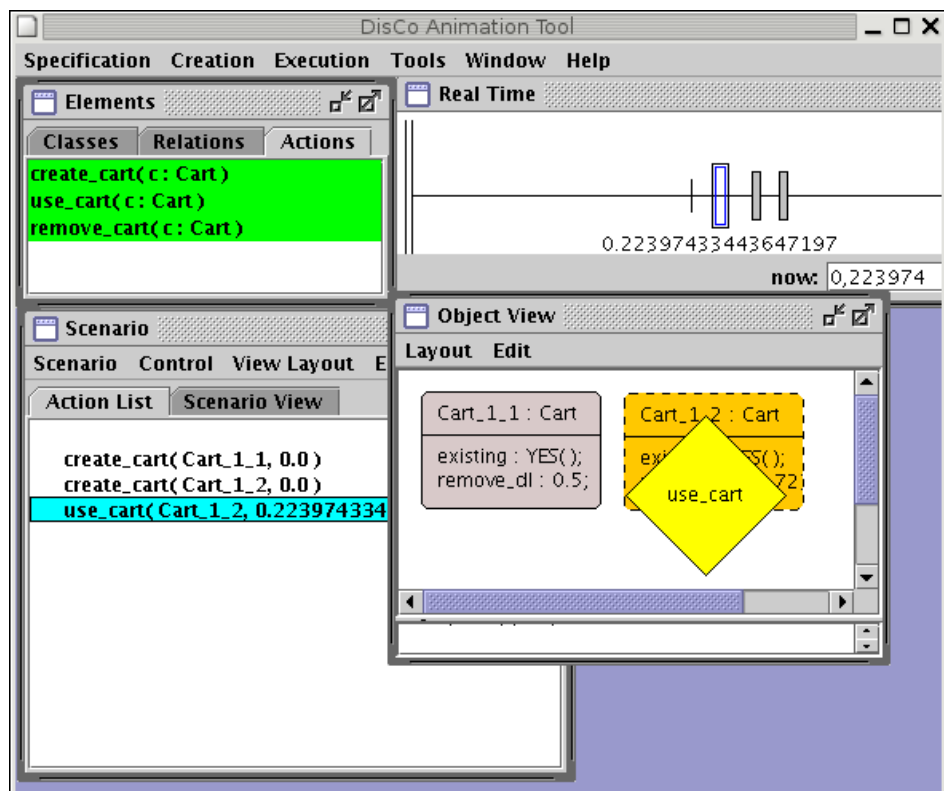 DisCo Animation Tool
Specification Creation Execution Tools Window Help
Elements
Classes Relations Actions
create_cart( c : Cart )
use_cart( c : Cart )
remove_cart( c : Cart )
Real Time
0.22397433443647197
now: 0,223974
Scenario
Scenario Control View Layout E
Action List Scenario View
create_cart( Cart_1_1, 0.0 )
create_cart( Cart_1_2, 0.0 )
use_cart( Cart_1_2, 0.223974334
Object View
Layout Edit
Cart_1_1 : Cart
existing : YES();
remove_dl : 0.5;
Cart_1_2 : Cart
72
use_cart